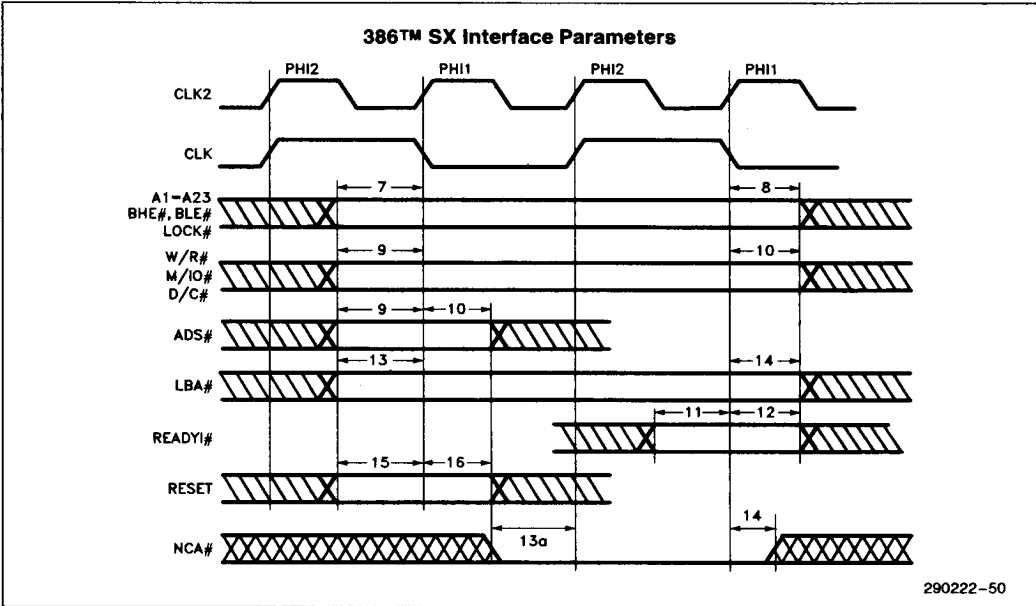 386™ SX Interface Parameters
PHI2 PHI1 PHI2 PHI1
CLK2
CLK
7 8
A1-A23
BHE#, BLE#
LOCK#
9 10
W/R#
M/IO#
D/C#
9 10
ADS#
13 14
LBA#
11 12
READYI#
15 16
RESET
13a 14
NCA#
290222-50